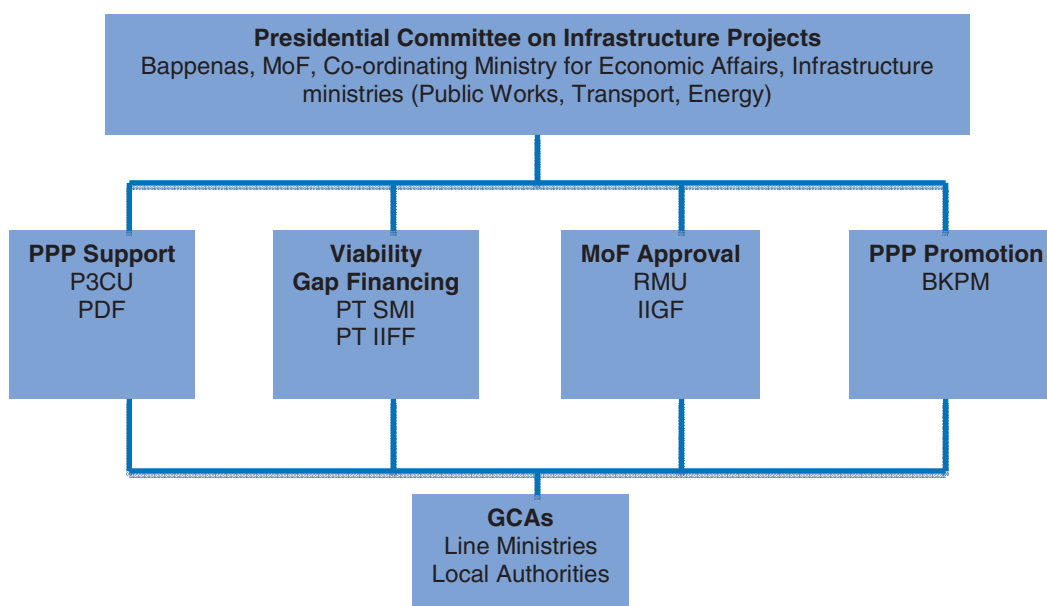 Presidential Committee on Infrastructure Projects
Bappenas, MoF, Co-ordinating Ministry for Economic Affairs, Infrastructure
ministries (Public Works, Transport, Energy)
PPP Support
P3CU
PDF
Viability
Gap Financing
PT SMI
PT IIFF
MoF Approval
RMU
IIGF
PPP Promotion
BKPM
GCAs
Line Ministries
Local Authorities